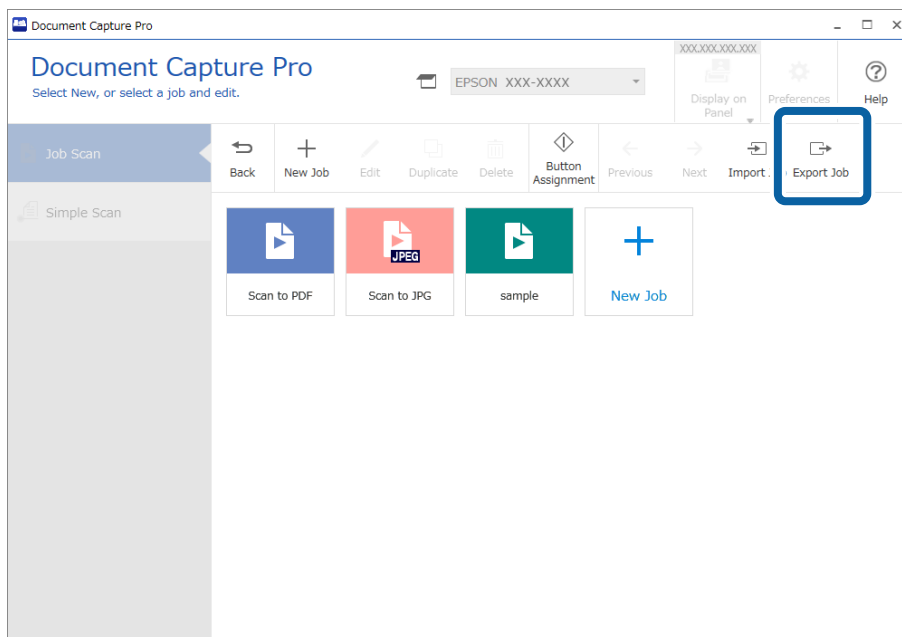 Document Capture Pro
Document Capture Pro
Select New, or select a job and edit.
EPSON XXX-XXXX
XXX.XXX.XXX.XXX
Display on
Panel
Preferences
Help
Job Scan
Simple Scan
Back
New Job
Edit
Duplicate
Delete
Button
Assignment
Previous
Next
Import
Export Job
JPEG
Scan to PDF
Scan to JPG
sample
New Job